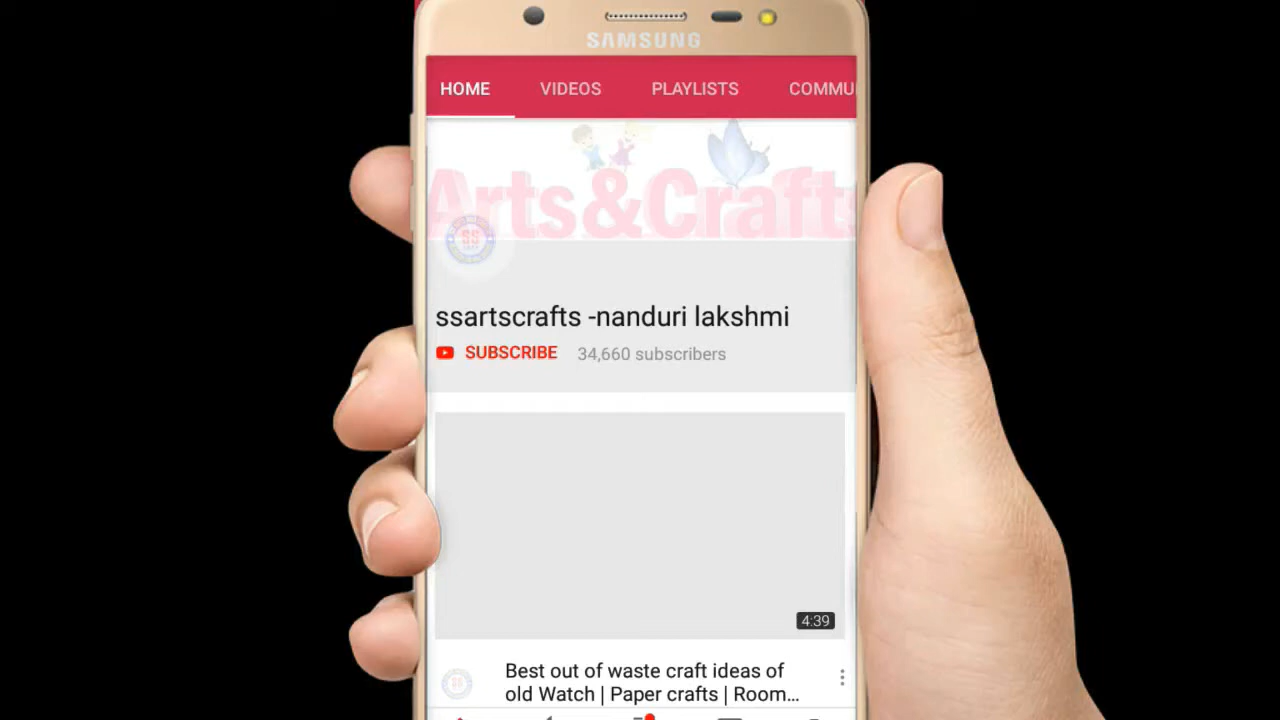 SAMSUNG
HOME VIDEOS PLAYLISTS COMMU
Arts&Crafts
SS
ssartscrafts -nanduri lakshmi
SUBSCRIBE 34,660 subscribers
4:39
Best out of waste craft ideas of
old Watch | Paper crafts | Room...